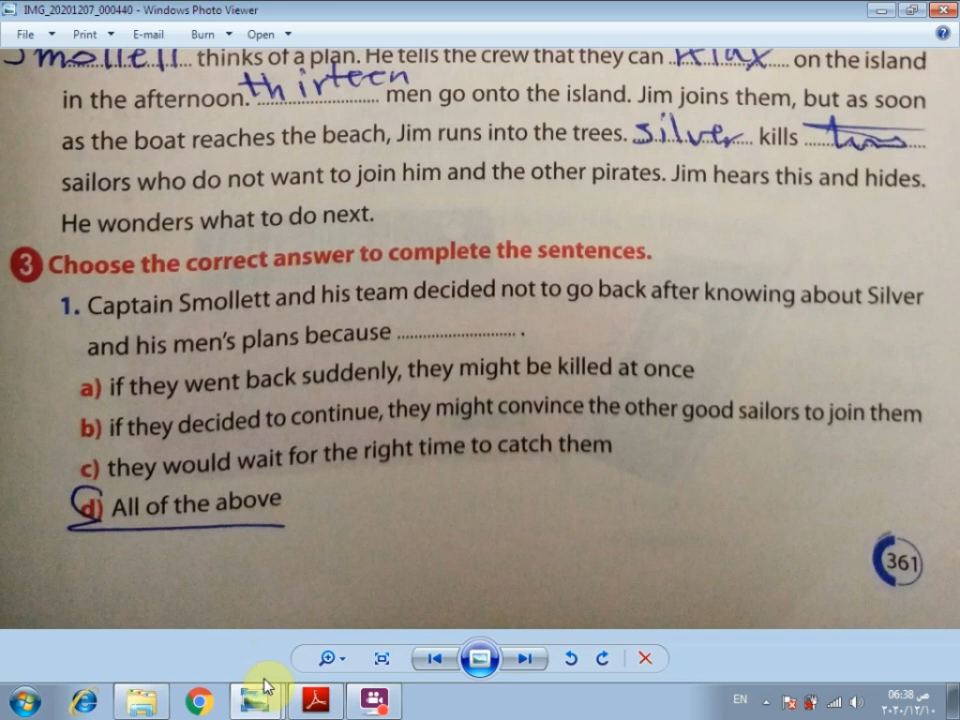 IMG_20201207_000440 - Windows Photo Viewer
File Print E-mail Burn Open
Smollett thinks of a plan. He tells the crew that they can relax on the island
in the afternoon. thirteen men go onto the island. Jim joins them, but as soon
as the boat reaches the beach, Jim runs into the trees. silver kills two
sailors who do not want to join him and the other pirates. Jim hears this and hides.
He wonders what to do next.
3 Choose the correct answer to complete the sentences.
1. Captain Smollett and his team decided not to go back after knowing about Silver
and his men's plans because ........................... .
a) if they went back suddenly, they might be killed at once
b) if they decided to continue, they might convince the other good sailors to join them
c) they would wait for the right time to catch them
d) All of the above
361
EN
06:38 ص
٢٠٢٠/١٢/١٠